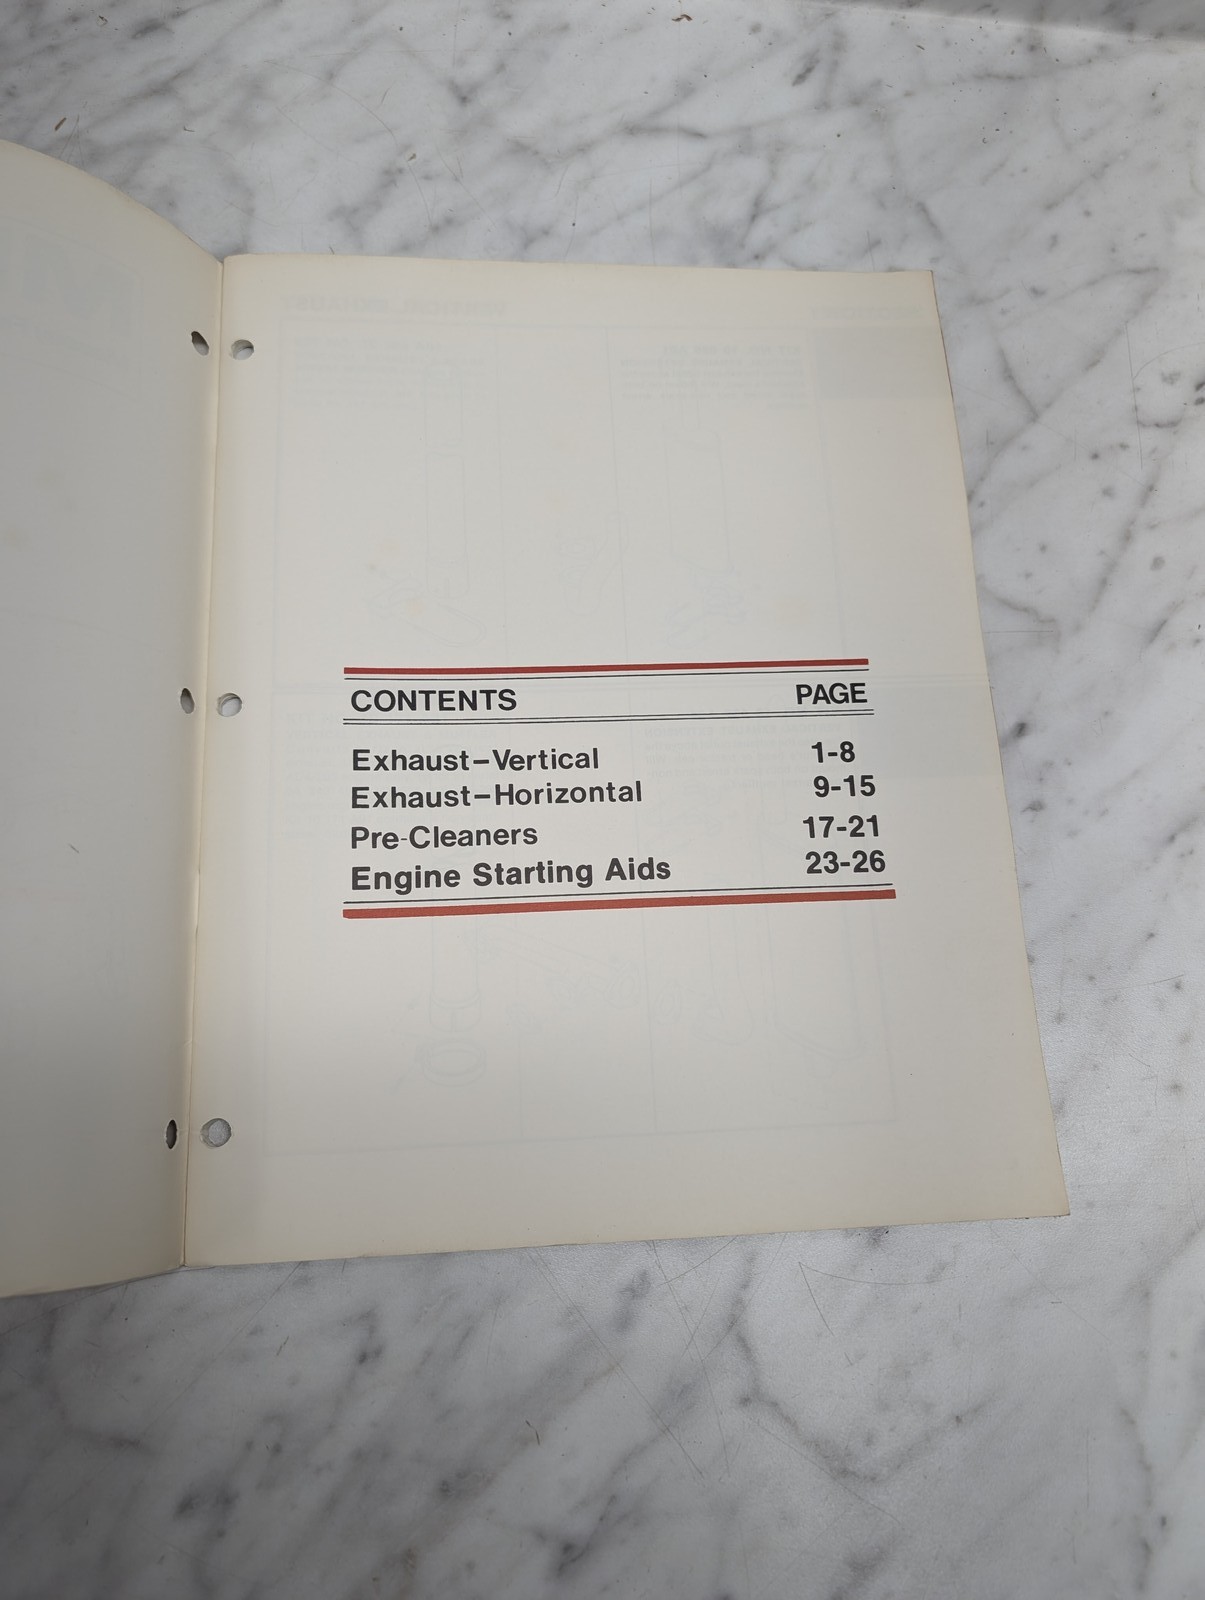 CONTENTS PAGE
Exhaust–Vertical 1-8
Exhaust–Horizontal 9-15
Pre-Cleaners 17-21
Engine Starting Aids 23-26